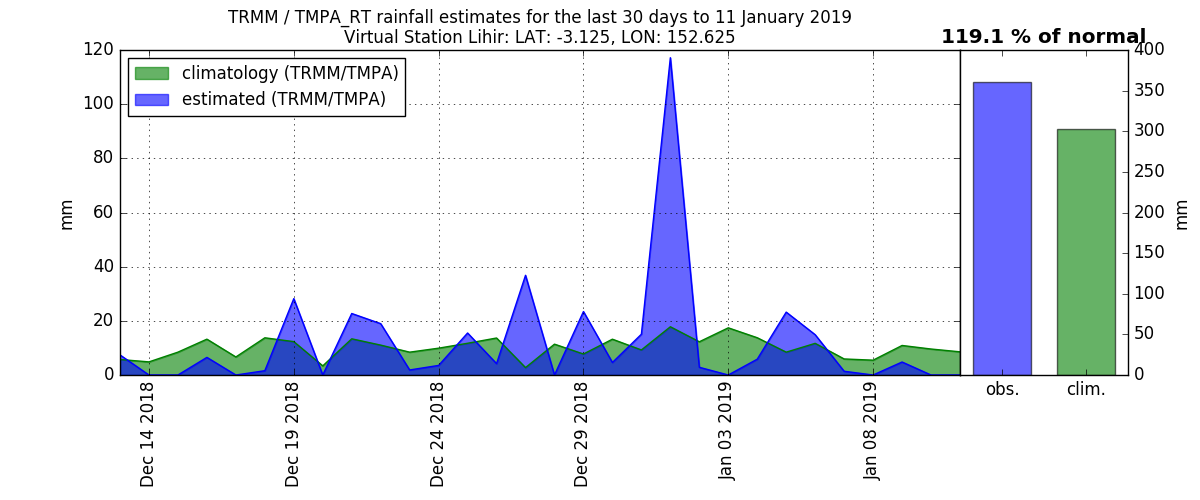 TRMM / TMPA_RT rainfall estimates for the last 30 days to 11 January 2019
Virtual Station Lihir: LAT: -3.125, LON: 152.625
119.1 % of normal
climatology (TRMM/TMPA)
estimated (TRMM/TMPA)
mm
120
100
80
60
40
20
0
Dec 14 2018
Dec 19 2018
Dec 24 2018
Dec 29 2018
Jan 03 2019
Jan 08 2019
400
350
300
250
200
150
100
50
0
mm
obs.
clim.